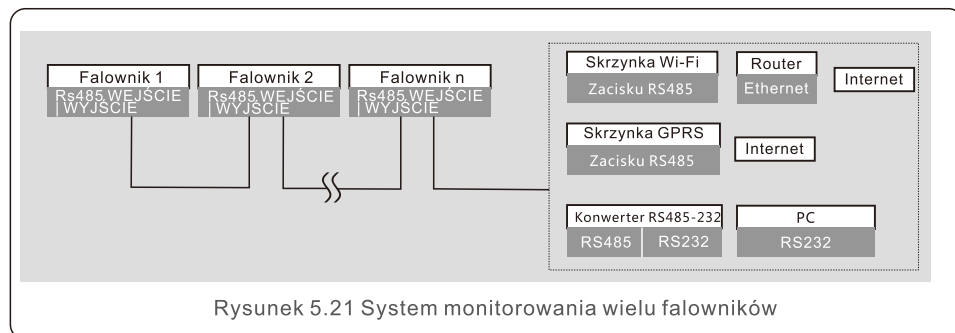 Falownik 1
Rs485 WEJŚCIE
| WYJŚCIE
Falownik 2
Rs485 WEJŚCIE
| WYJŚCIE
Falownik n
Rs485 WEJŚCIE
| WYJŚCIE
Skrzynka Wi-Fi
Zacisku RS485
Router
Ethernet
Internet
Skrzynka GPRS
Zacisku RS485
Internet
Konwerter RS485-232
RS485
RS232
PC
RS232
Rysunek 5.21 System monitorowania wielu falowników